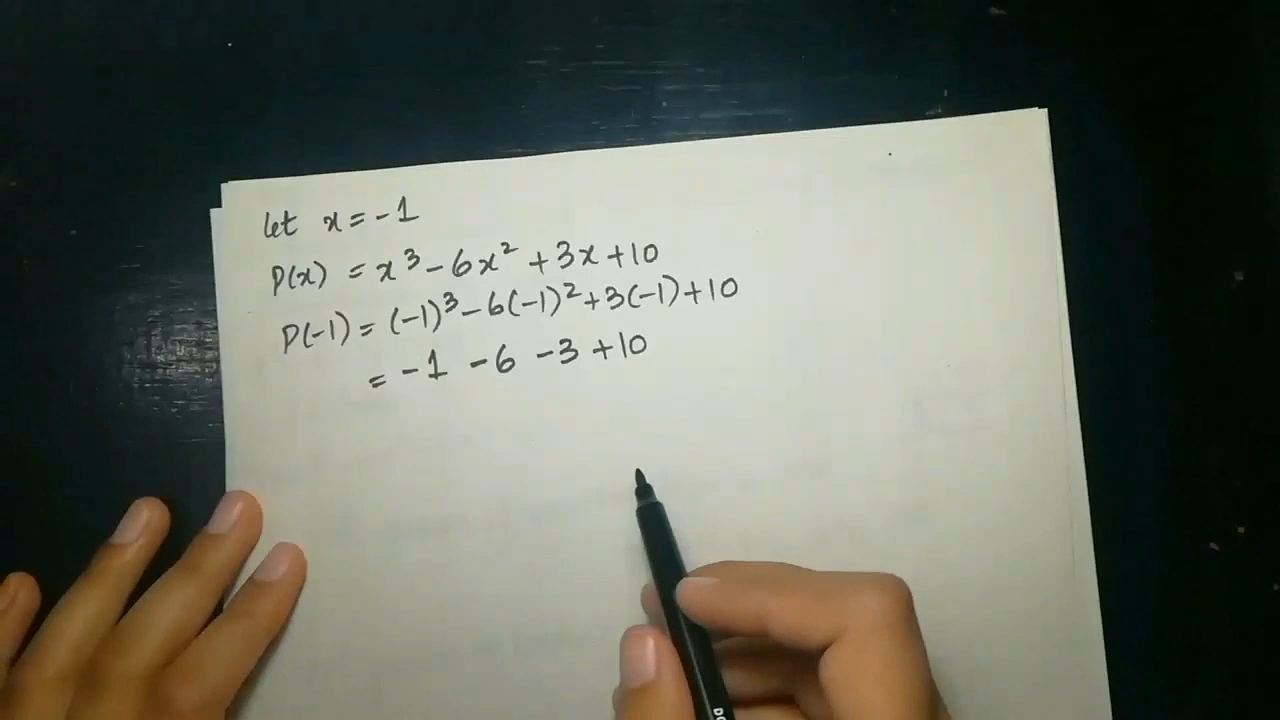 let x = -1
P(x) = x³ - 6x² + 3x + 10
P(-1) = (-1)³ - 6(-1)² + 3(-1) + 10
= -1 - 6 - 3 + 10